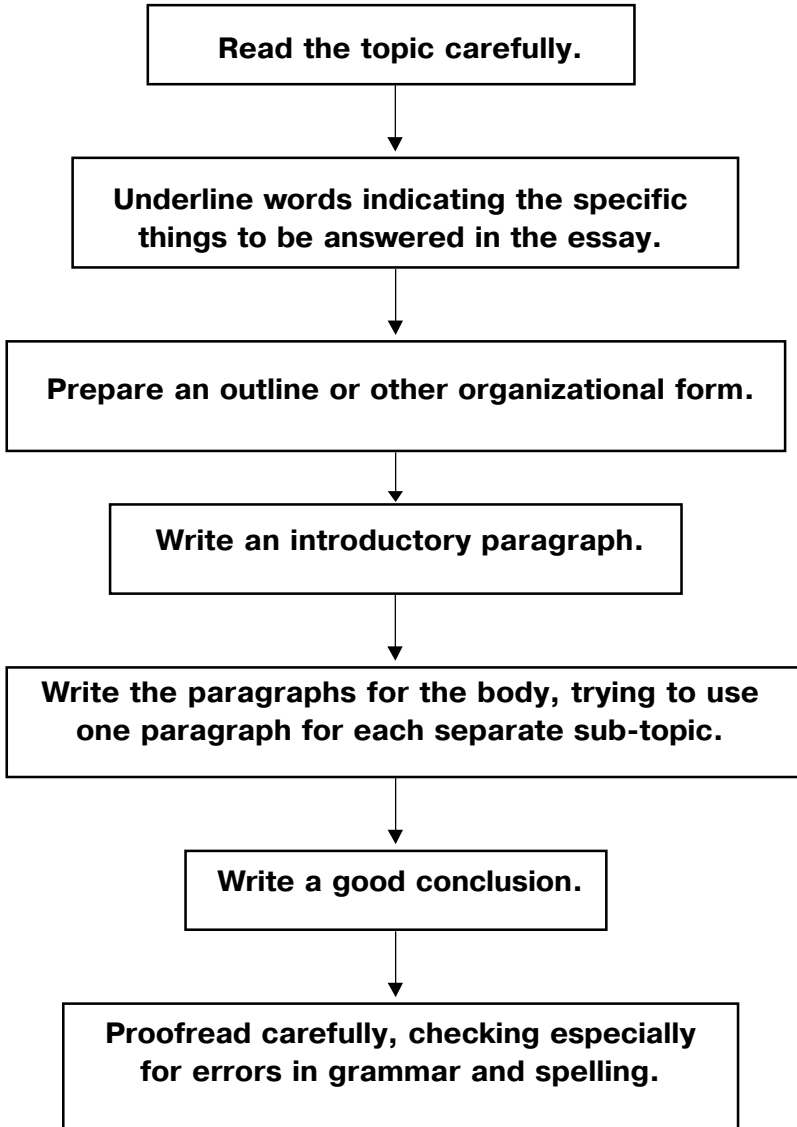 Read the topic carefully.
Underline words indicating the specific
things to be answered in the essay.
Prepare an outline or other organizational form.
Write an introductory paragraph.
Write the paragraphs for the body, trying to use
one paragraph for each separate sub-topic.
Write a good conclusion.
Proofread carefully, checking especially
for errors in grammar and spelling.